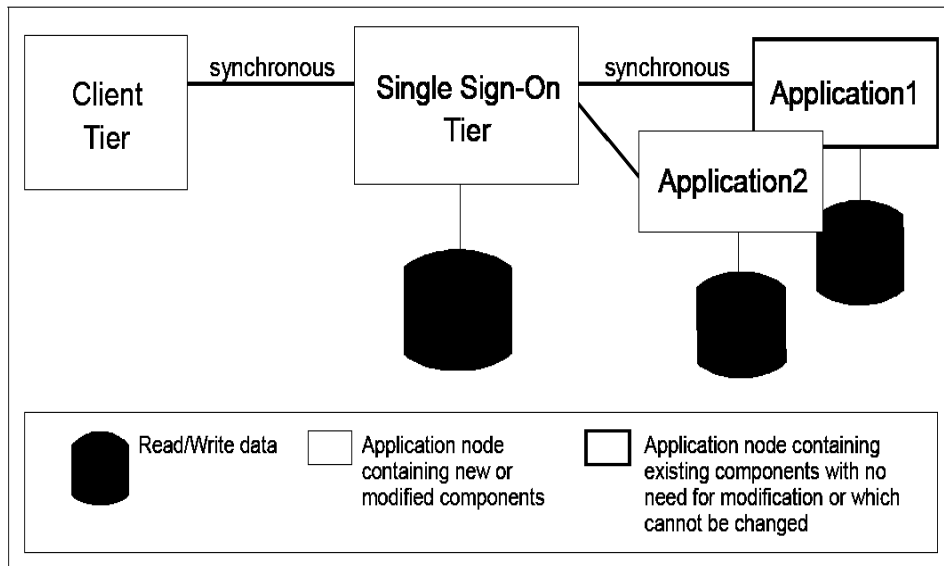 Client
Tier
synchronous
Single Sign-On
Tier
synchronous
Application1
Application2
Read/Write data
Application node
containing new or
modified components
Application node containing
existing components with no
need for modification or which
cannot be changed